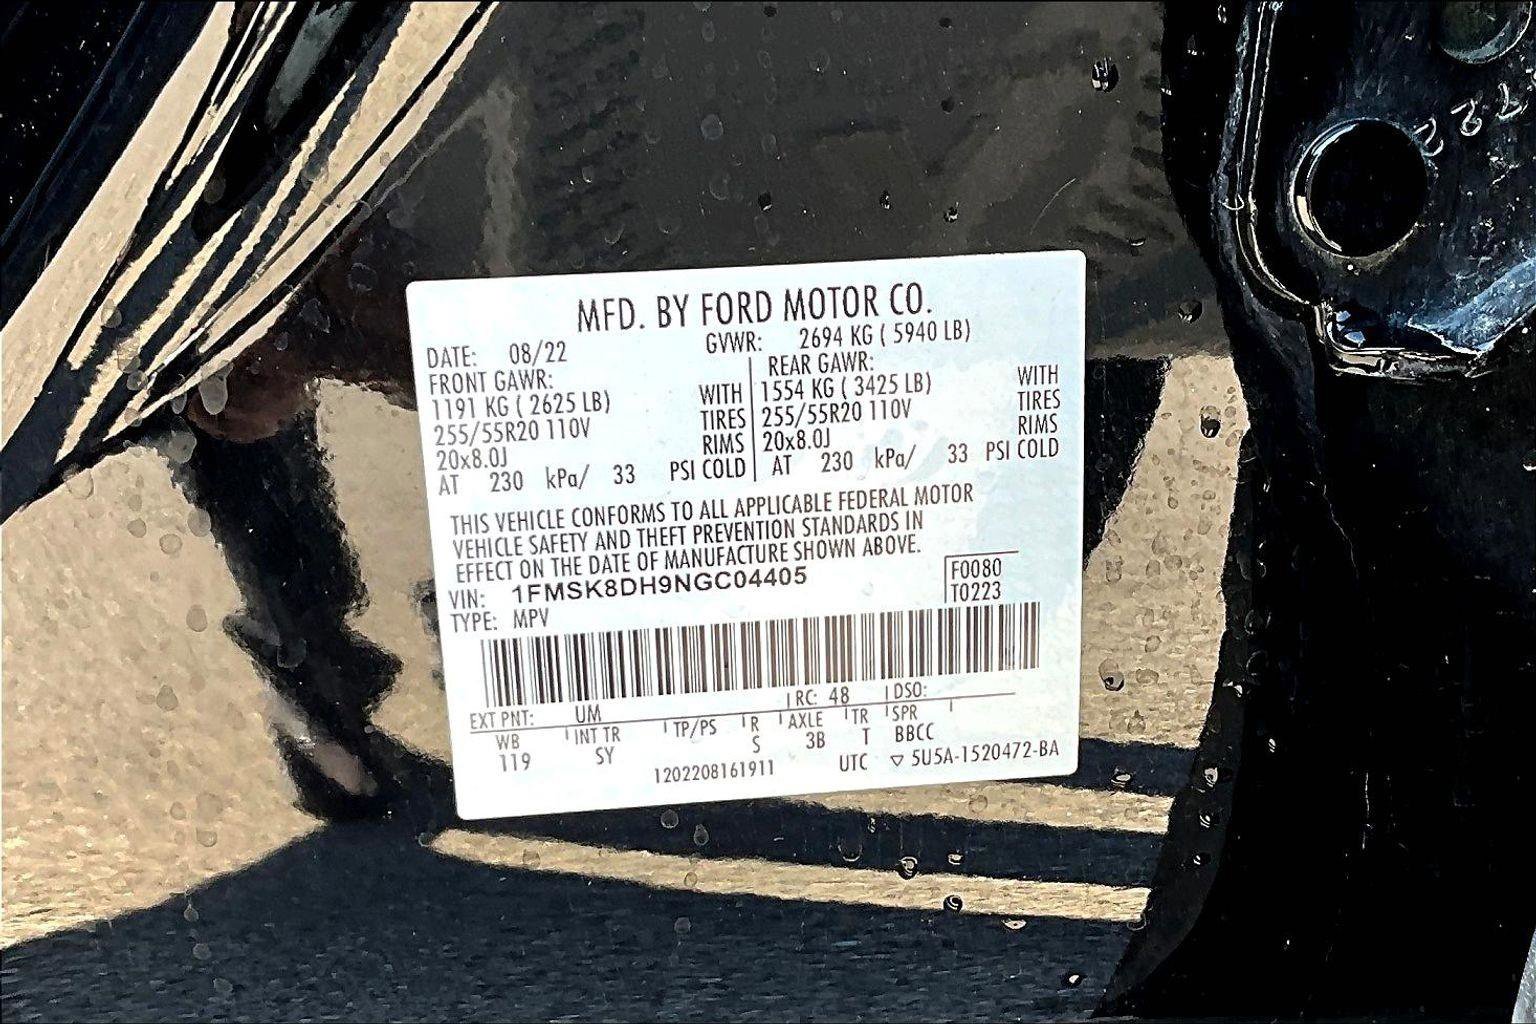 MFD. BY FORD MOTOR CO.
DATE: 08/22 GVWR: 2694 KG ( 5940 LB)
FRONT GAWR: REAR GAWR:
1191 KG ( 2625 LB) WITH 1554 KG ( 3425 LB) WITH
255/55R20 110V TIRES 255/55R20 110V TIRES
20x8.0J RIMS 20x8.0J RIMS
AT 230 kPa/ 33 PSI COLD AT 230 kPa/ 33 PSI COLD
THIS VEHICLE CONFORMS TO ALL APPLICABLE FEDERAL MOTOR
VEHICLE SAFETY AND THEFT PREVENTION STANDARDS IN
EFFECT ON THE DATE OF MANUFACTURE SHOWN ABOVE.
VIN: 1FMSK8DH9NGC04405 F0080
TYPE: MPV T0223
EXT PNT: UM RC: 48 DSO:
WB INT TR TP/PS R AXLE TR SPR
119 SY S 3B T BBCC
1202208161911 UTC ▽ 5U5A-1520472-BA